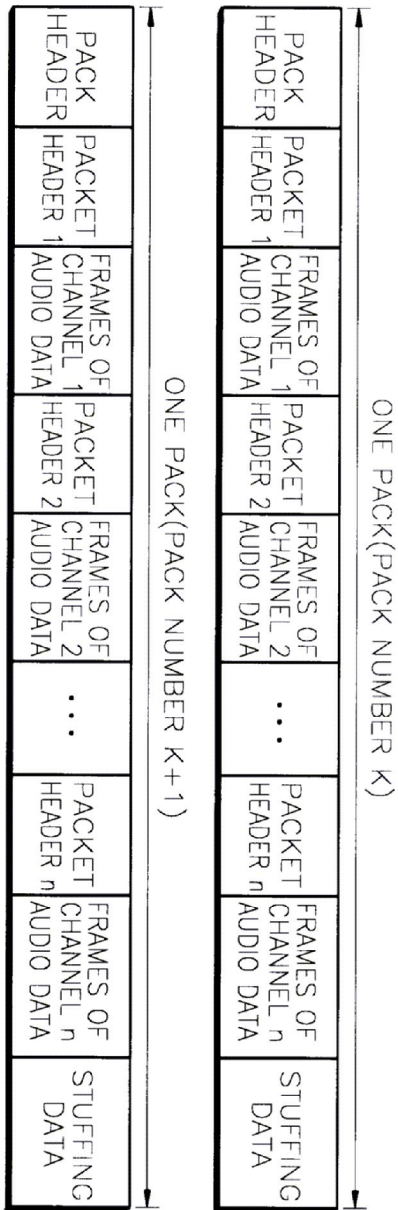 ONE PACK(PACK NUMBER K)
PACK
HEADER
PACKET
HEADER 1
FRAMES OF
CHANNEL 1
AUDIO DATA
PACKET
HEADER 2
FRAMES OF
CHANNEL 2
AUDIO DATA
...
PACKET
HEADER n
FRAMES OF
CHANNEL n
AUDIO DATA
STUFFING
DATA
ONE PACK(PACK NUMBER K+1)
PACK
HEADER
PACKET
HEADER 1
FRAMES OF
CHANNEL 1
AUDIO DATA
PACKET
HEADER 2
FRAMES OF
CHANNEL 2
AUDIO DATA
...
PACKET
HEADER n
FRAMES OF
CHANNEL n
AUDIO DATA
STUFFING
DATA